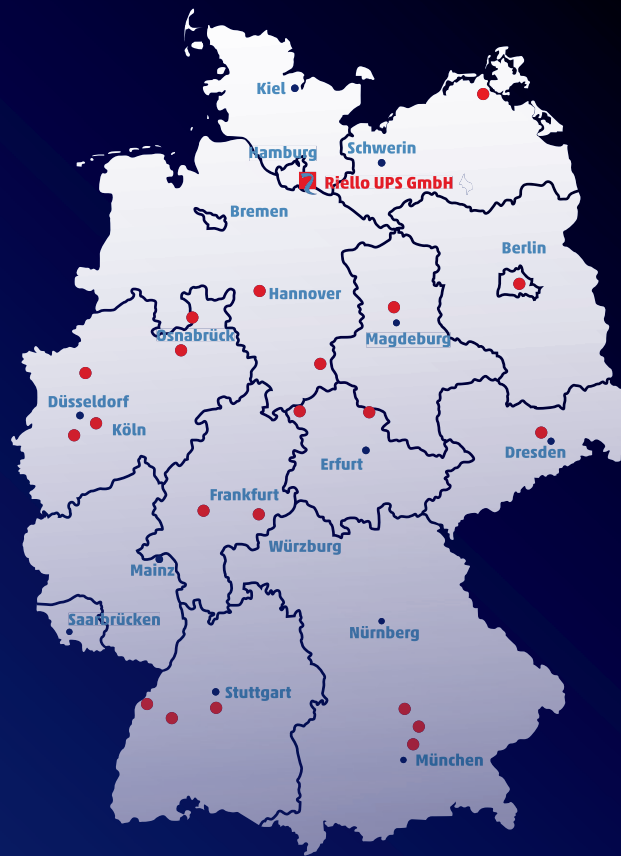 Kiel
Hamburg
Schwerin
Riello UPS GmbH
Bremen
Berlin
Hannover
Osnabrück
Magdeburg
Düsseldorf
Köln
Dresden
Erfurt
Frankfurt
Würzburg
Mainz
Saarbrücken
Nürnberg
Stuttgart
München